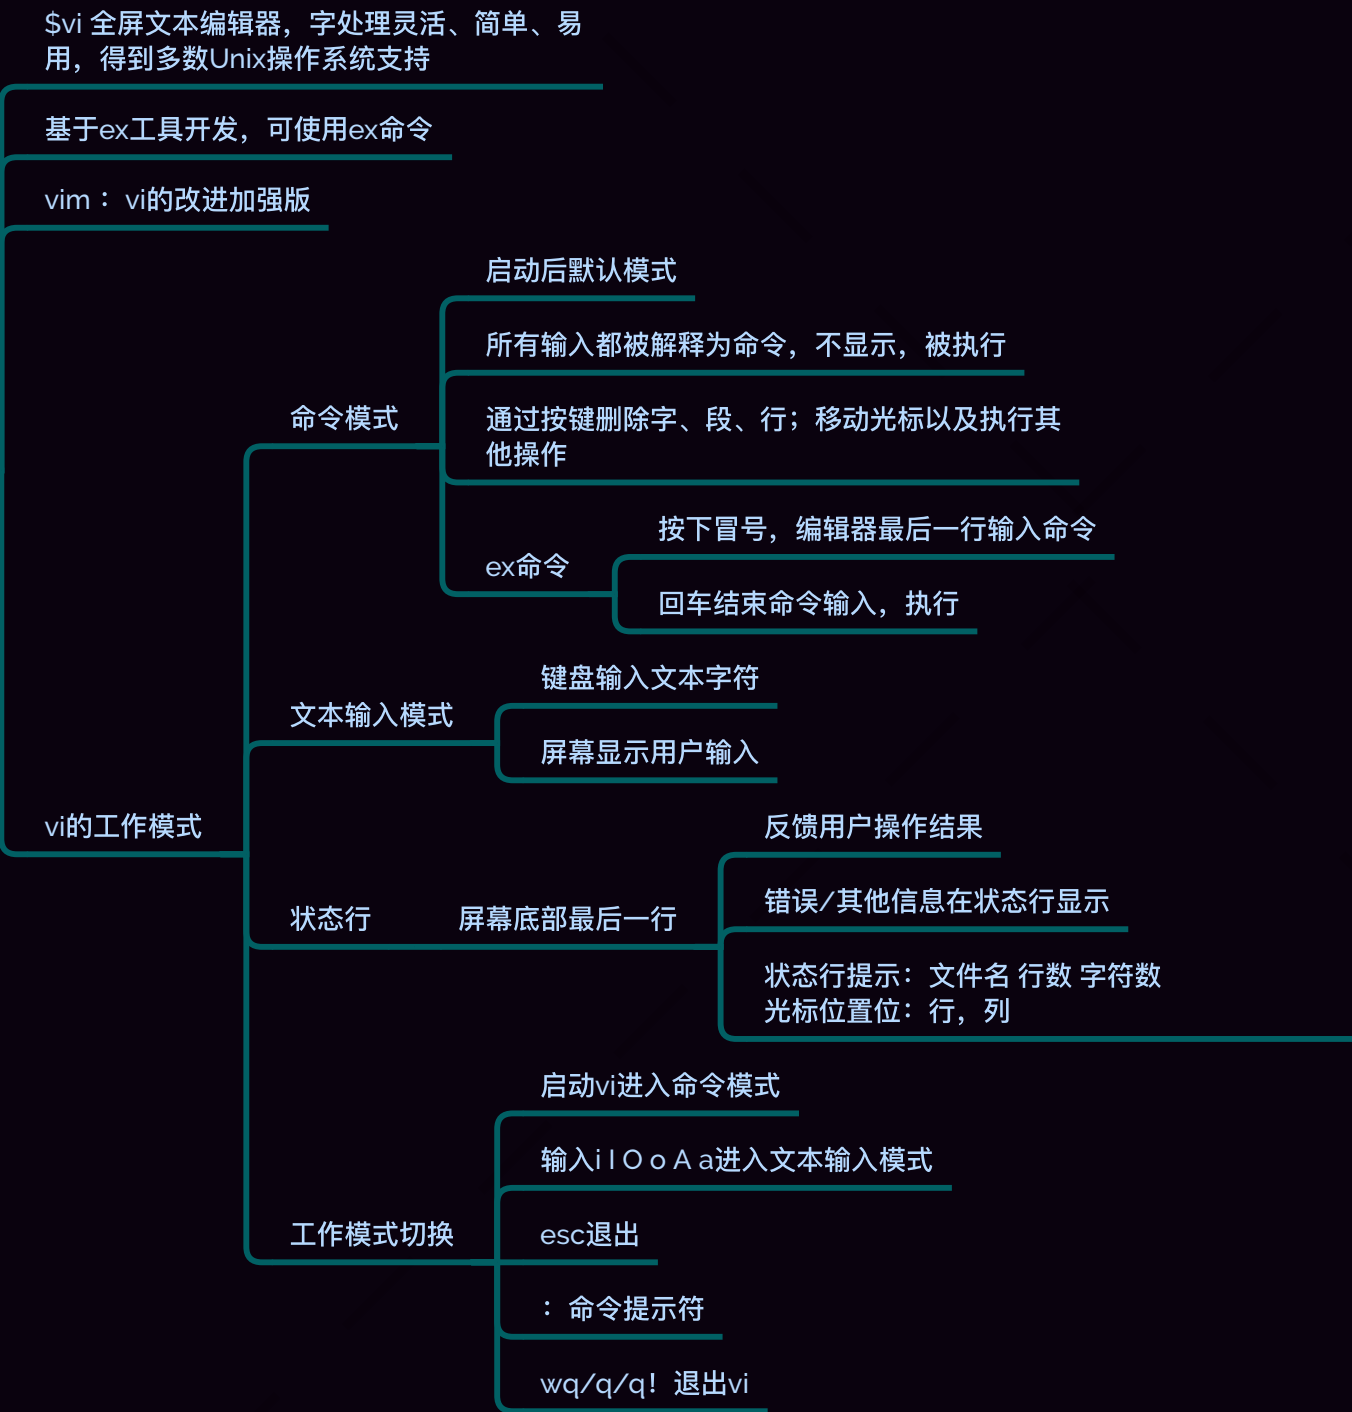 $vi 全屏文本编辑器，字处理灵活、简单、易
用，得到多数Unix操作系统支持
基于ex工具开发，可使用ex命令
vim： vi的改进加强版
vi的工作模式
命令模式
启动后默认模式
所有输入都被解释为命令，不显示，被执行
通过按键删除字、段、行；移动光标以及执行其
他操作
ex命令
按下冒号，编辑器最后一行输入命令
回车结束命令输入，执行
文本输入模式
键盘输入文本字符
屏幕显示用户输入
状态行
屏幕底部最后一行
反馈用户操作结果
错误/其他信息在状态行显示
状态行提示：文件名 行数 字符数
光标位置位：行，列
工作模式切换
启动vi进入命令模式
输入i I O o A a进入文本输入模式
esc退出
：命令提示符
wq/q/q！退出vi